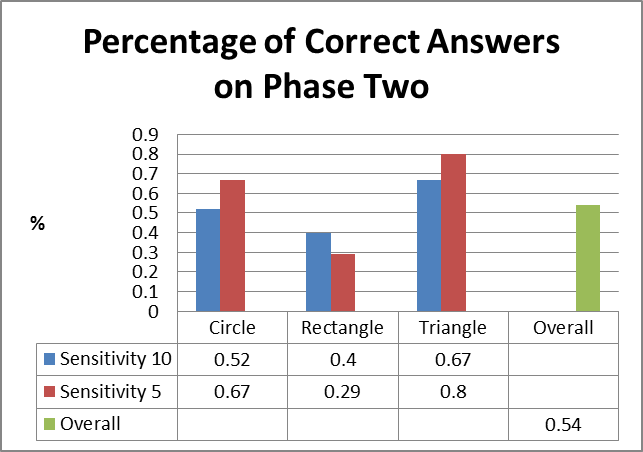 Percentage of Correct Answers
on Phase Two
%
0.9
0.8
0.7
0.6
0.5
0.4
0.3
0.2
0.1
0
Circle Rectangle Triangle Overall
Sensitivity 10 0.52 0.4 0.67
Sensitivity 5 0.67 0.29 0.8
Overall 0.54